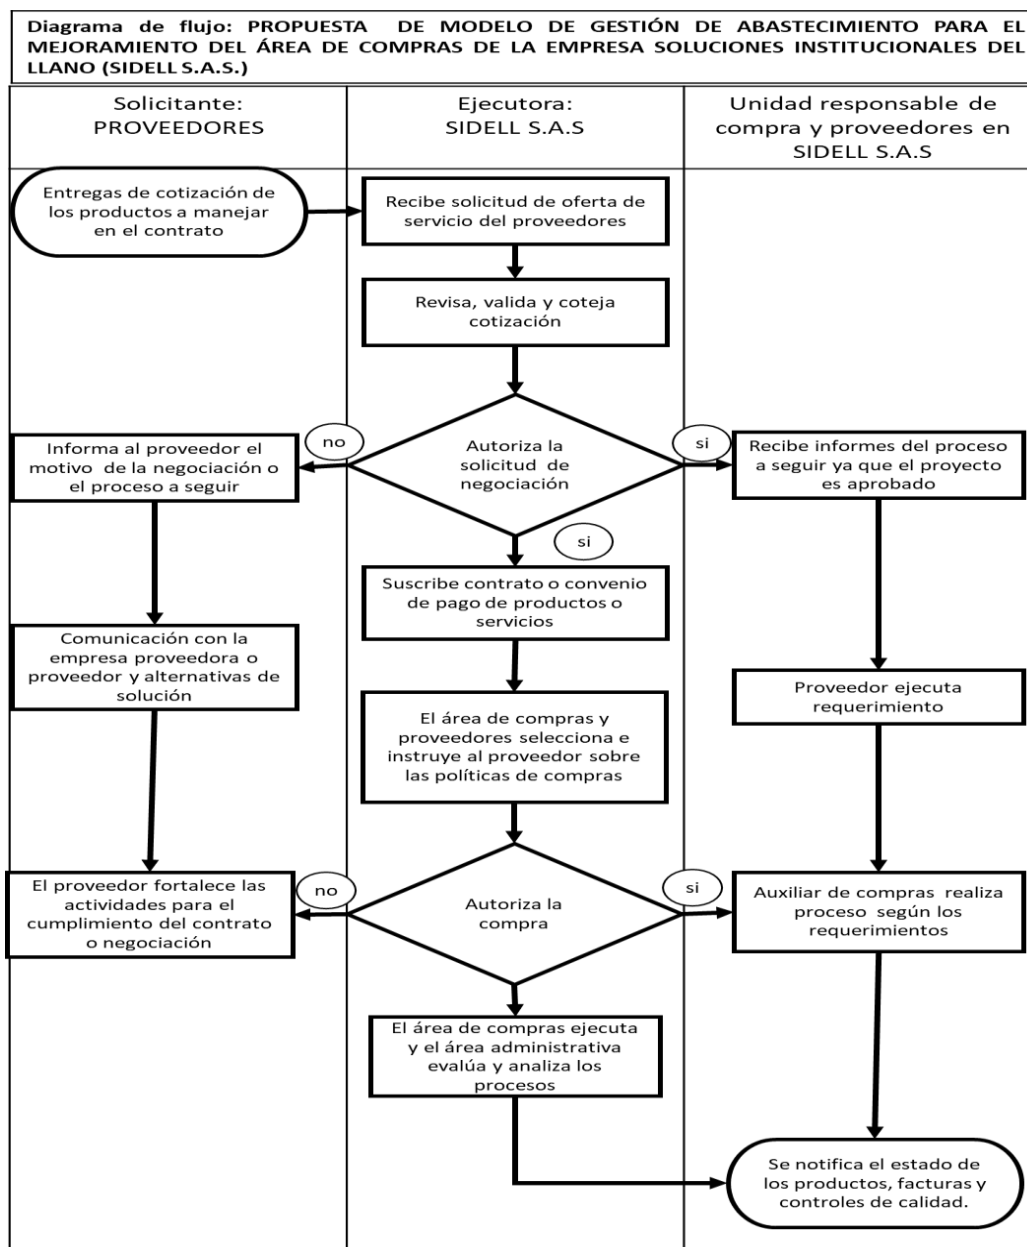 Diagrama de flujo: PROPUESTA DE MODELO DE GESTIÓN DE ABASTECIMIENTO PARA EL
MEJORAMIENTO DEL ÁREA DE COMPRAS DE LA EMPRESA SOLUCIONES INSTITUCIONALES DEL
LLANO (SIDELL S.A.S.)
Solicitante:
PROVEEDORES
Ejecutora:
SIDELL S.A.S
Unidad responsable de
compra y proveedores en
SIDELL S.A.S
Entregas de cotización de
los productos a manejar
en el contrato
Recibe solicitud de oferta de
servicio del proveedores
Revisa, valida y coteja
cotización
Autoriza la
solicitud de
negociación
no
si
si
Informa al proveedor el
motivo de la negociación o
el proceso a seguir
Recibe informes del proceso
a seguir ya que el proyecto
es aprobado
Suscribe contrato o convenio
de pago de productos o
servicios
Comunicación con la
empresa proveedora o
proveedor y alternativas de
solución
Proveedor ejecuta
requerimiento
El área de compras y
proveedores selecciona e
instruye al proveedor sobre
las políticas de compras
Autoriza la
compra
no
si
El proveedor fortalece las
actividades para el
cumplimiento del contrato
o negociación
Auxiliar de compras realiza
proceso según los
requerimientos
El área de compras ejecuta
y el área administrativa
evalúa y analiza los
procesos
Se notifica el estado de
los productos, facturas y
controles de calidad.